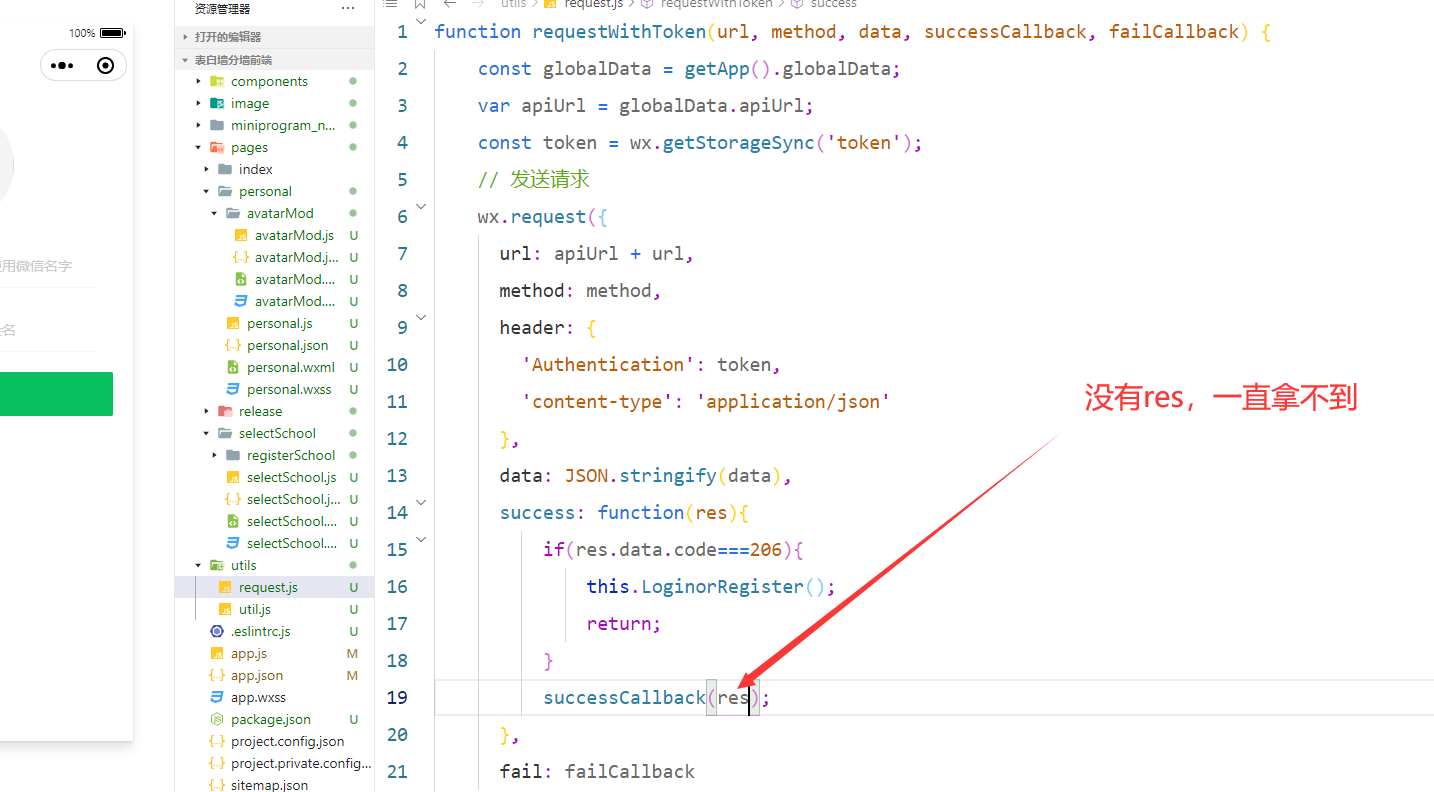 100%
使用微信名字
名
资源管理器
打开的编辑器
表白墙分墙前端
components
image
miniprogram_n...
pages
index
personal
avatarMod
avatarMod.js U
avatarMod.j... U
avatarMod.... U
avatarMod.... U
personal.js U
personal.json U
personal.wxml U
personal.wxss U
release
selectSchool
registerSchool
selectSchool.js U
selectSchool.j... U
selectSchool.... U
selectSchool.... U
utils
request.js U
util.js U
.eslintrc.js U
app.js M
app.json M
app.wxss
package.json U
project.config.json
project.private.config...
sitemap.json
utils > request.js > requestWithToken > success
1 function requestWithToken(url, method, data, successCallback, failCallback) {
2 const globalData = getApp().globalData;
3 var apiUrl = globalData.apiUrl;
4 const token = wx.getStorageSync('token');
5 // 发送请求
6 wx.request({
7 url: apiUrl + url,
8 method: method,
9 header: {
10 'Authentication': token,
11 'content-type': 'application/json'
12 },
13 data: JSON.stringify(data),
14 success: function(res){
15 if(res.data.code===206){
16 this.LoginorRegister();
17 return;
18 }
19 successCallback(res);
20 },
21 fail: failCallback
没有res，一直拿不到